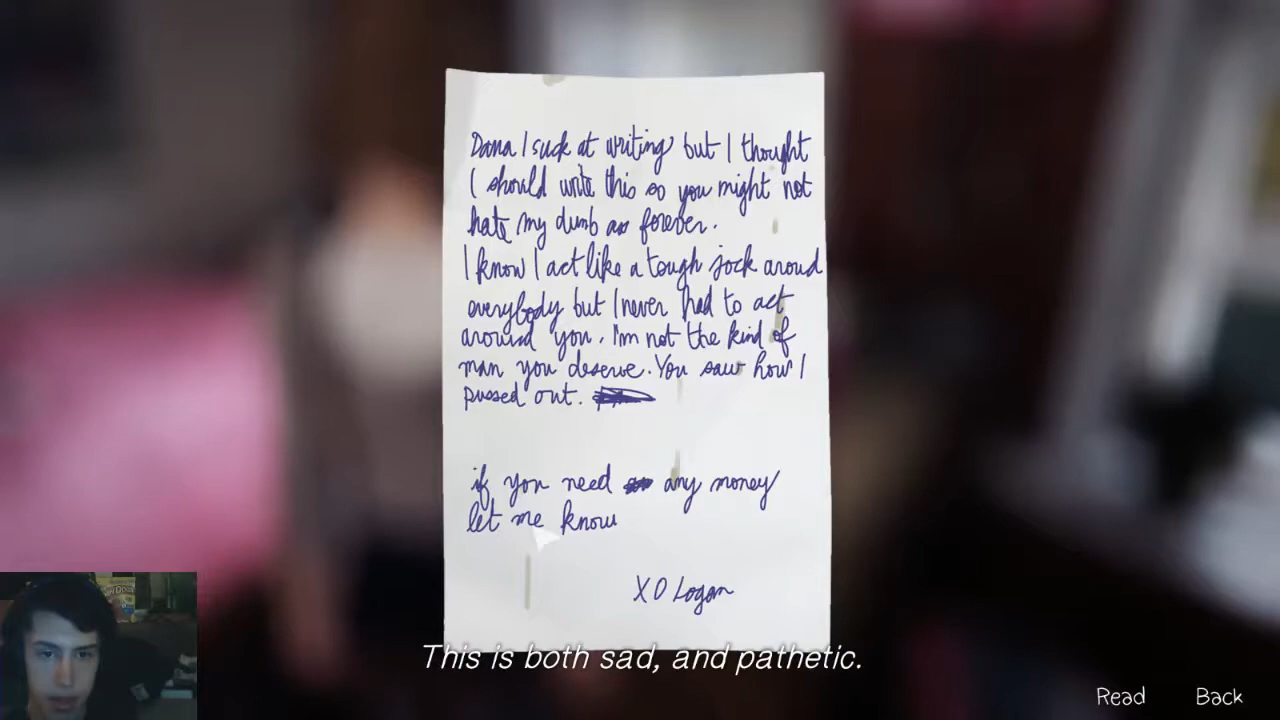 Dana I suck at writing but I thought
I should write this so you might not
hate my dumb ass forever.
I know I act like a tough jock aroud
everybody but I never had to act
around you. I'm not the kind of
man you deserve. You saw how I
pussed out.
if you need any money
let me know
XO Logan
This is both sad, and pathetic.
Read Back